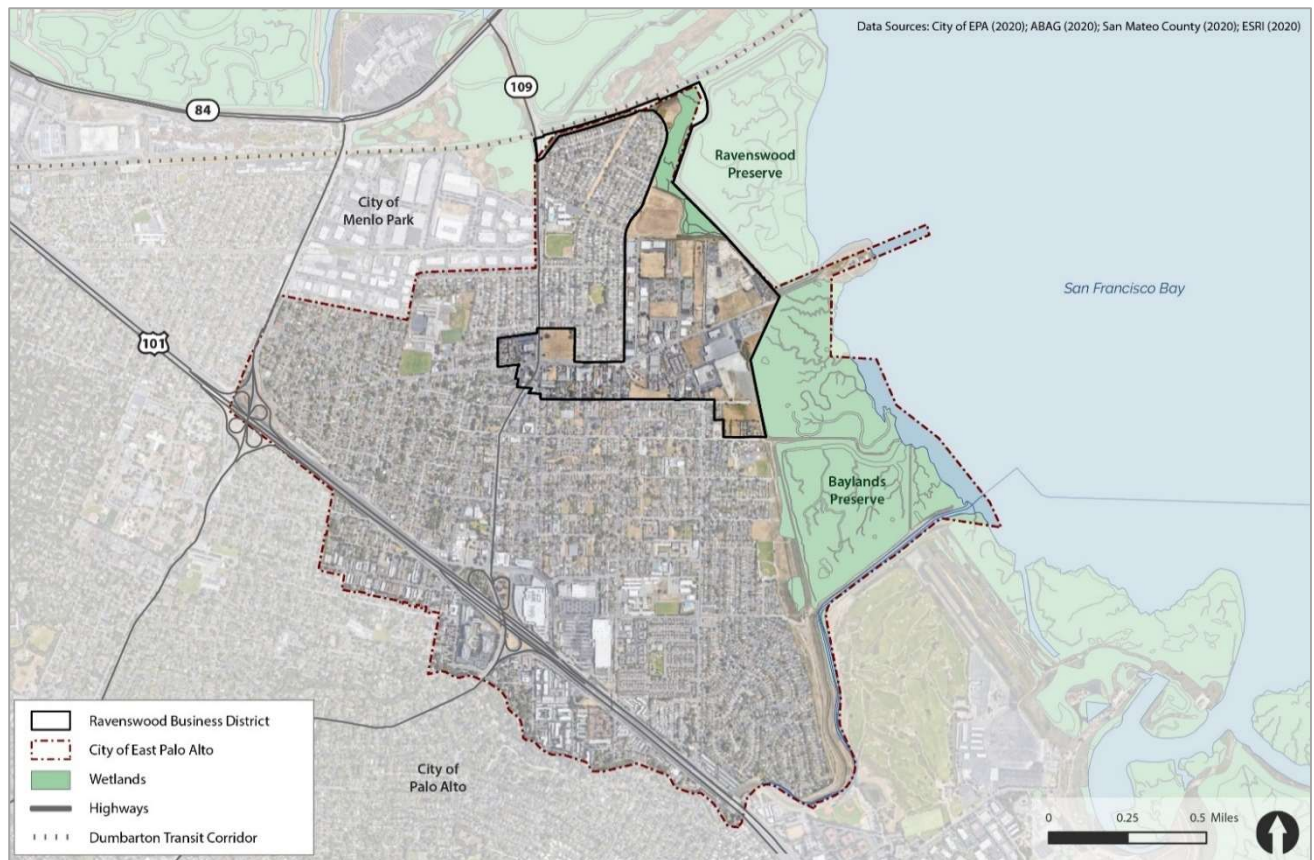 Data Sources: City of EPA (2020); ABAG (2020); San Mateo County (2020); ESRI (2020)
109
84
Ravenswood
Preserve
City of
Menlo Park
San Francisco Bay
101
Baylands
Preserve
City of
Palo Alto
Ravenswood Business District
City of East Palo Alto
Wetlands
Highways
Dumbarton Transit Corridor
0 0.25 0.5 Miles